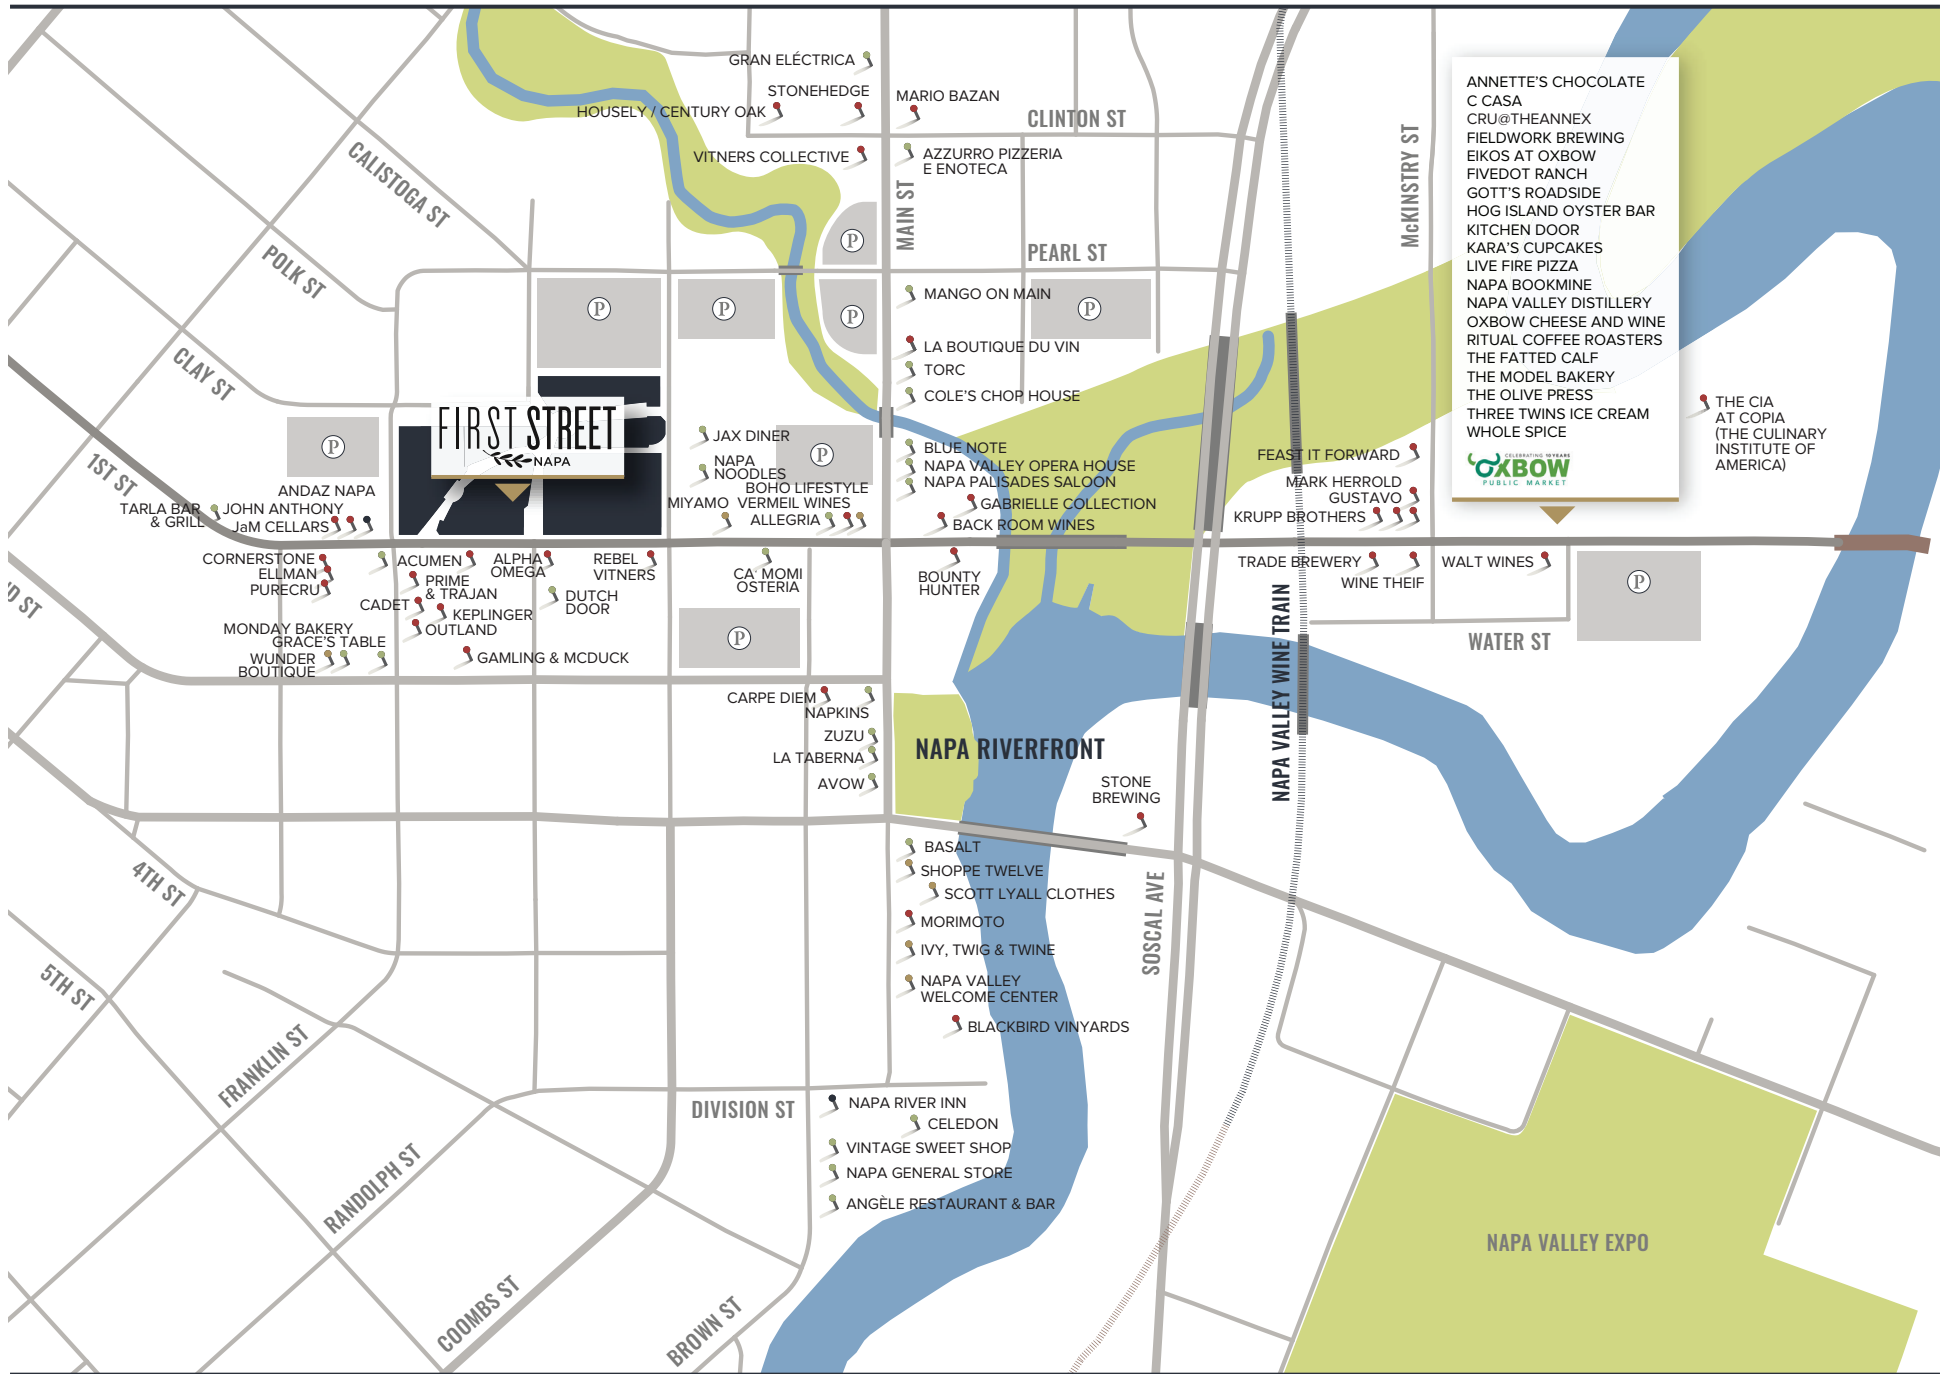 GRAN ELÉCTRICA
STONEHEDGE
HOUSELY / CENTURY OAK
MARIO BAZAN
CLINTON ST
VITNERS COLLECTIVE
AZZURRO PIZZERIA
E ENOTECA
MAIN ST
McKINSTRY ST
CALISTOGA ST
POLK ST
CLAY ST
1ST ST
PEARL ST
P
P
P
P
P
P
P
P
P
MANGO ON MAIN
LA BOUTIQUE DU VIN
TORC
COLE'S CHOP HOUSE
ANNETTE'S CHOCOLATE
C CASA
CRU@THEANNEX
FIELDWORK BREWING
EIKOS AT OXBOW
FIVEDOT RANCH
GOTT'S ROADSIDE
HOG ISLAND OYSTER BAR
KITCHEN DOOR
KARA'S CUPCAKES
LIVE FIRE PIZZA
NAPA BOOKMINE
NAPA VALLEY DISTILLERY
OXBOW CHEESE AND WINE
RITUAL COFFEE ROASTERS
THE FATTED CALF
THE MODEL BAKERY
THE OLIVE PRESS
THREE TWINS ICE CREAM
WHOLE SPICE
CELEBRATING 10 YEARS
OXBOW
PUBLIC MARKET
THE CIA
AT COPIA
(THE CULINARY
INSTITUTE OF
AMERICA)
FIRST STREET
NAPA
JAX DINER
NAPA
NOODLES
BOHO LIFESTYLE
MIYAMO
VERMEIL WINES
ALLEGRIA
BLUE NOTE
NAPA VALLEY OPERA HOUSE
NAPA PALISADES SALOON
GABRIELLE COLLECTION
BACK ROOM WINES
FEAST IT FORWARD
MARK HERROLD
GUSTAVO
KRUPP BROTHERS
ANDAZ NAPA
TARLA BAR
& GRILL
JOHN ANTHONY
JaM CELLARS
CORNERSTONE
ELLMAN
PURECRU
ACUMEN
PRIME
& TRAJAN
CADET
KEPLINGER
OUTLAND
ALPHA
OMEGA
DUTCH
DOOR
REBEL
VITNERS
CA' MOMI
OSTERIA
BOUNTY
HUNTER
TRADE BREWERY
WINE THEIF
WALT WINES
WATER ST
MONDAY BAKERY
GRACE'S TABLE
WUNDER
BOUTIQUE
GAMLING & MCDUCK
CARPE DIEM
NAPKINS
ZUZU
LA TABERNA
AVOW
NAPA RIVERFRONT
NAPA VALLEY WINE TRAIN
STONE
BREWING
BASALT
SHOPPE TWELVE
SCOTT LYALL CLOTHES
MORIMOTO
IVY, TWIG & TWINE
NAPA VALLEY
WELCOME CENTER
BLACKBIRD VINYARDS
SOSCAL AVE
4TH ST
5TH ST
FRANKLIN ST
RANDOLPH ST
COOMBS ST
BROWN ST
DIVISION ST
NAPA RIVER INN
CELEDON
VINTAGE SWEET SHOP
NAPA GENERAL STORE
ANGÈLE RESTAURANT & BAR
NAPA VALLEY EXPO